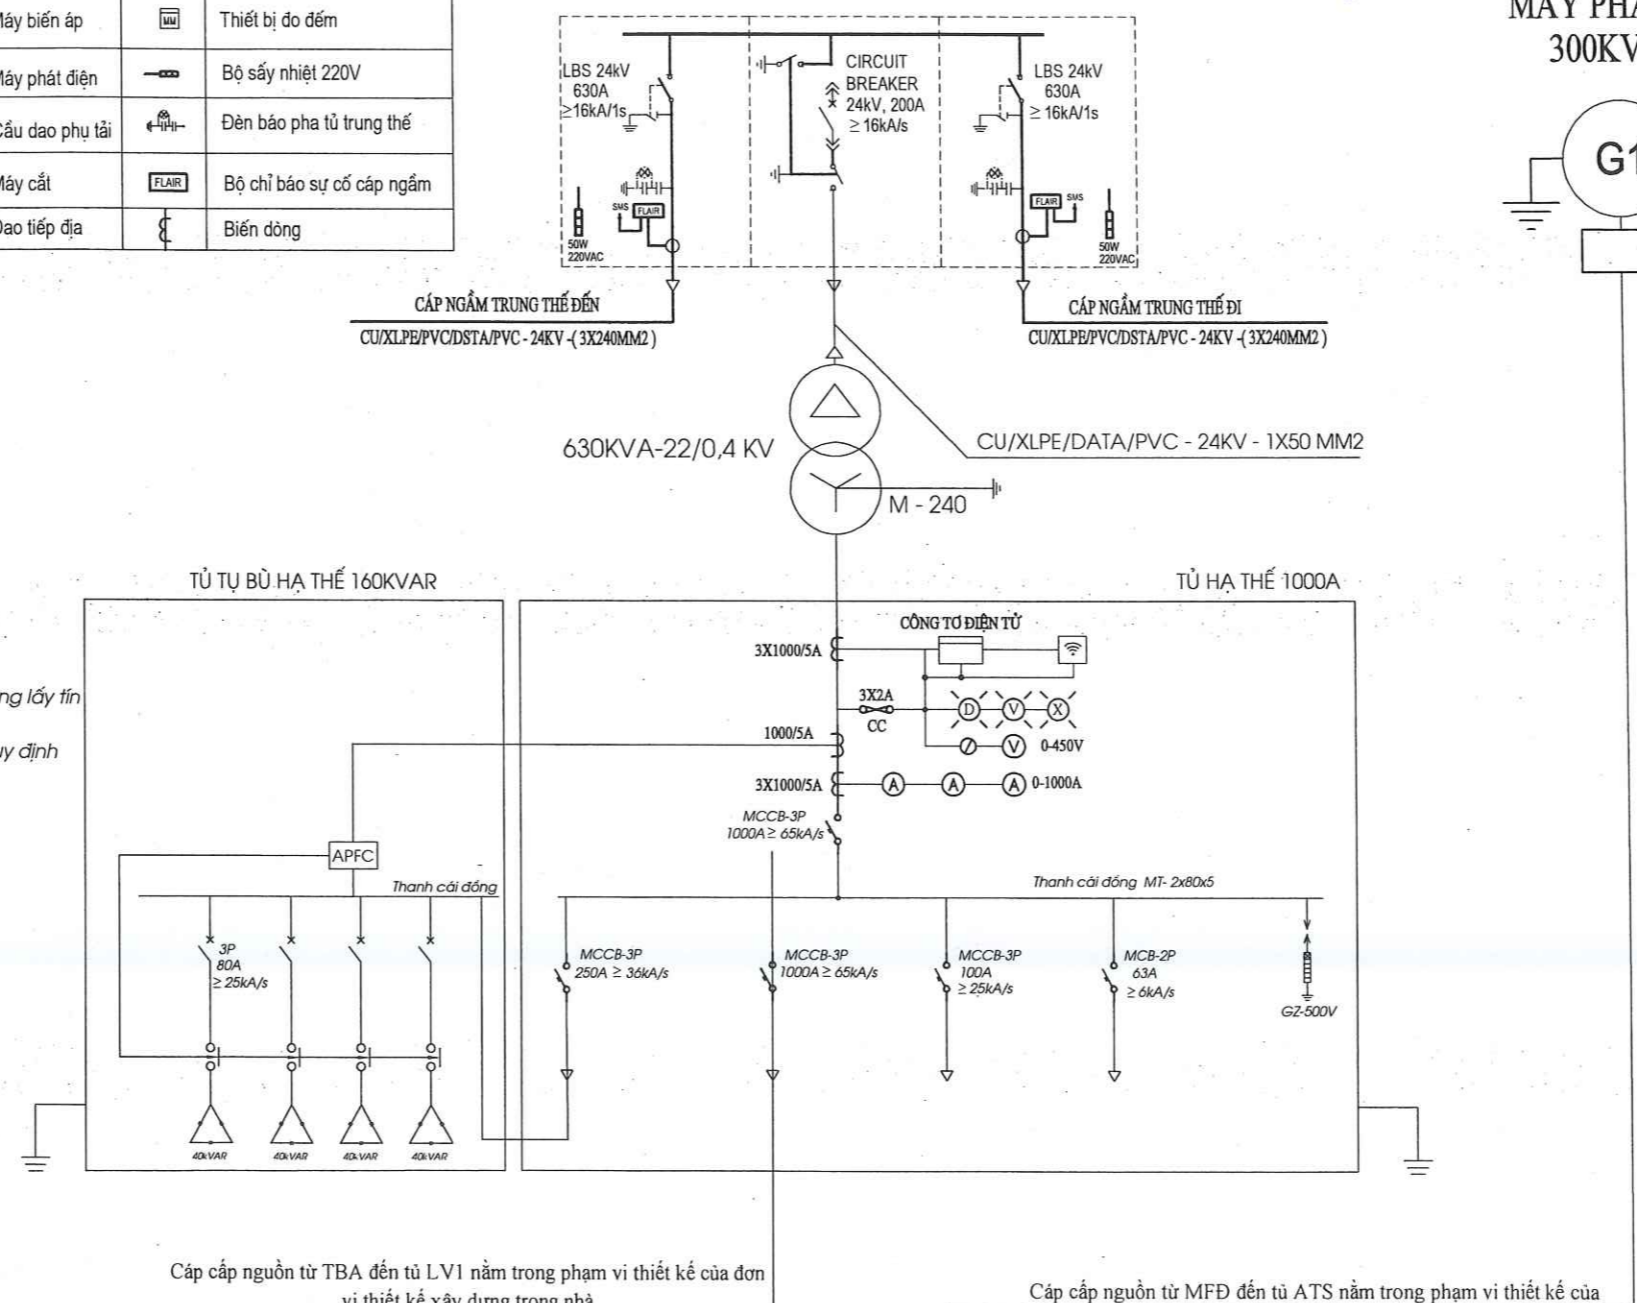 Máy biến áp
Thiết bị đo đếm
Máy phát điện
Bộ sấy nhiệt 220V
Cầu dao phụ tải
Đèn báo pha tủ trung thế
Máy cắt
FLAIR
Bộ chỉ báo sự cố cáp ngầm
Dao tiếp địa
Biến dòng
LBS 24kV
630A
≥16kA/1s
CIRCUIT
BREAKER
24kV, 200A
≥ 16kA/s
LBS 24kV
630A
≥ 16kA/1s
SMS
FLAIR
50W
220VAC
FLAIR
SMS
50W
220VAC
300KV
G1
CÁP NGẦM TRUNG THẾ ĐẾN
CU/XLPE/PVC/DSTA/PVC - 24KV -( 3X240MM2 )
CÁP NGẦM TRUNG THẾ ĐI
CU/XLPE/PVC/DSTA/PVC - 24KV -( 3X240MM2 )
630KVA-22/0,4 KV
CU/XLPE/DATA/PVC - 24KV - 1X50 MM2
M - 240
TỦ TỤ BÙ HẠ THẾ 160KVAR
TỦ HẠ THẾ 1000A
CÔNG TƠ ĐIỆN TỬ
3X1000/5A
3X2A
CC
D
V
X
1000/5A
V
0-450V
3X1000/5A
A
A
A
0-1000A
MCCB-3P
1000A ≥ 65kA/s
lấy tín
định
APFC
Thanh cái đồng
Thanh cái đồng MT- 2x80x5
3P
80A
≥ 25kA/s
MCCB-3P
250A ≥ 36kA/s
MCCB-3P
1000A ≥ 65kA/s
MCCB-3P
100A
≥ 25kA/s
MCB-2P
63A
≥ 6kA/s
GZ-500V
40kVAR
40kVAR
40kVAR
40kVAR
Cáp cấp nguồn từ TBA đến tủ LV1 nằm trong phạm vi thiết kế của đơn
vị thiết kế xây dựng trong nhà
Cáp cấp nguồn từ MFĐ đến tủ ATS nằm trong phạm vi thiết kế của